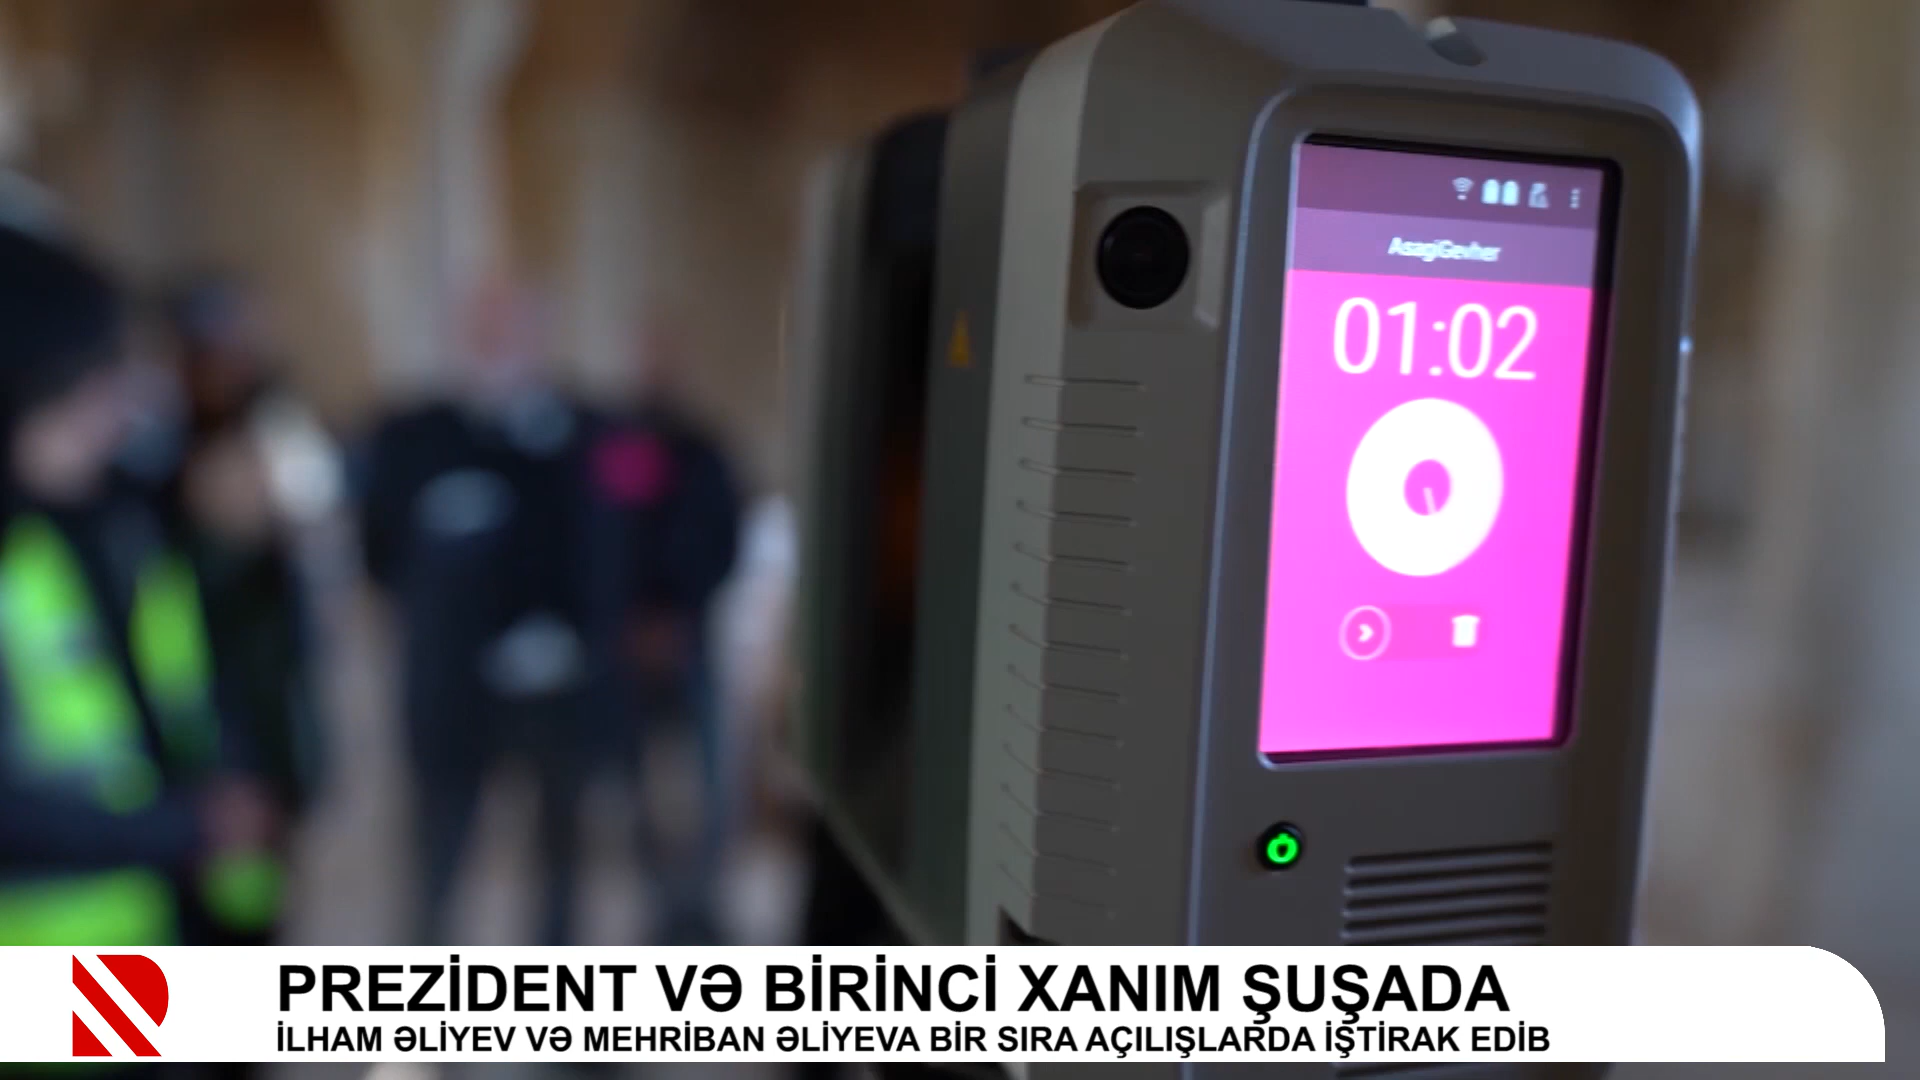 AsagiGevher
01:02
PREZİDENT VƏ BİRİNCİ XANIM ŞUŞADA
İLHAM ƏLİYEV VƏ MEHRİBAN ƏLİYEVA BİR SIRA AÇILIŞLARDA İŞTİRAK EDİB